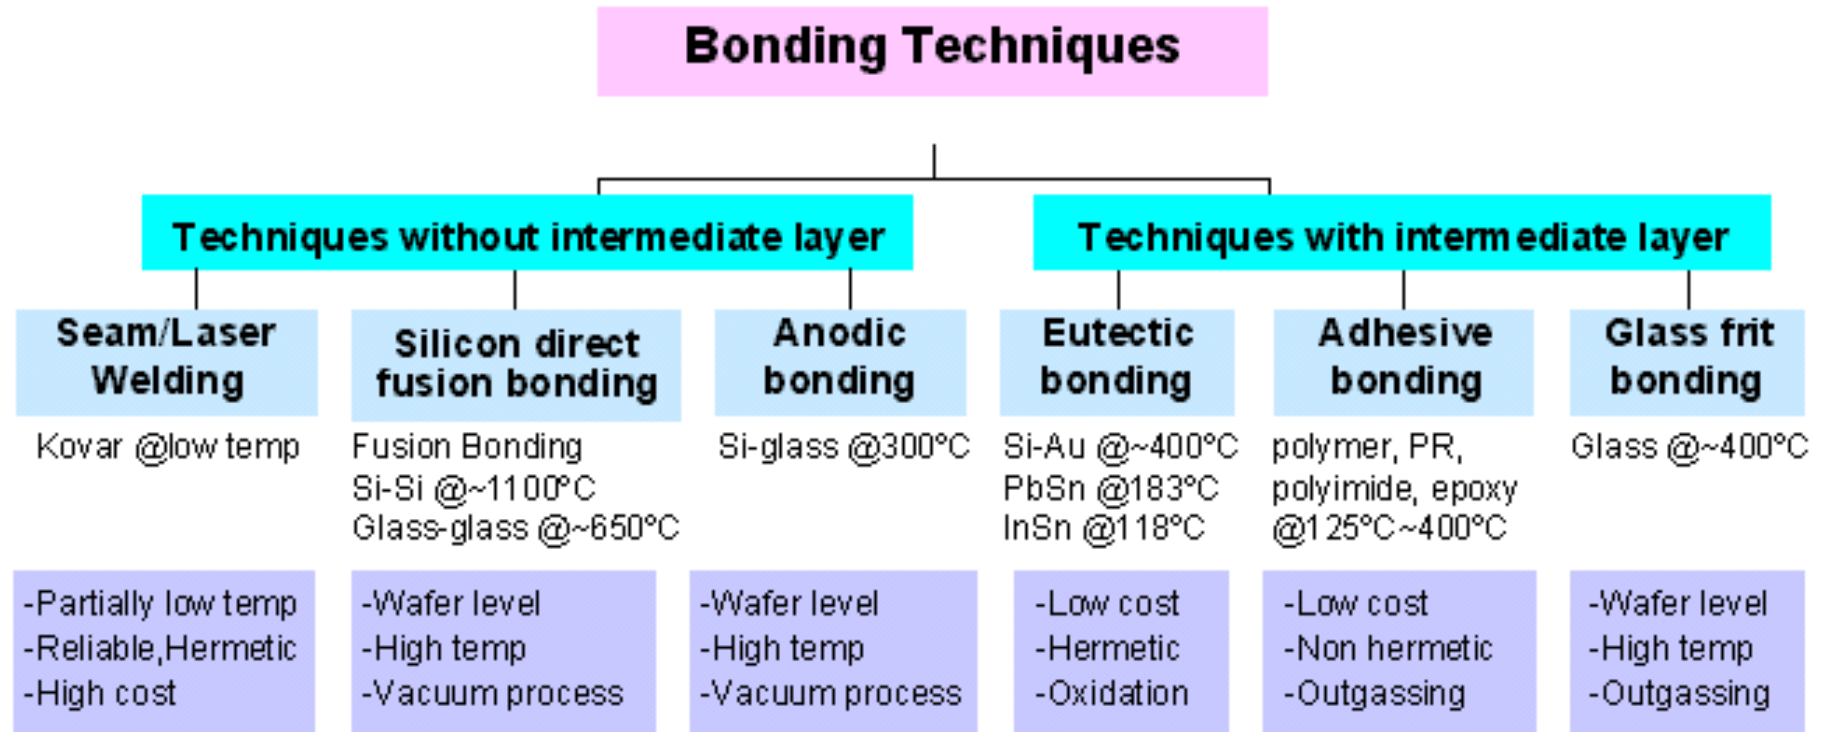 Bonding Techniques
Techniques without intermediate layer
Techniques with intermediate layer
Seam/Laser
Welding
Silicon direct
fusion bonding
Anodic
bonding
Eutectic
bonding
Adhesive
bonding
Glass frit
bonding
Kovar @low temp
Fusion Bonding
Si-Si @~1100°C
Glass-glass @~650°C
Si-glass @300°C
Si-Au @~400°C
PbSn @183°C
InSn @118°C
polymer, PR,
polyimide, epoxy
@125°C~400°C
Glass @~400°C
-Partially low temp
-Reliable,Hermetic
-High cost
-Wafer level
-High temp
-Vacuum process
-Wafer level
-High temp
-Vacuum process
-Low cost
-Hermetic
-Oxidation
-Low cost
-Non hermetic
-Outgassing
-Wafer level
-High temp
-Outgassing